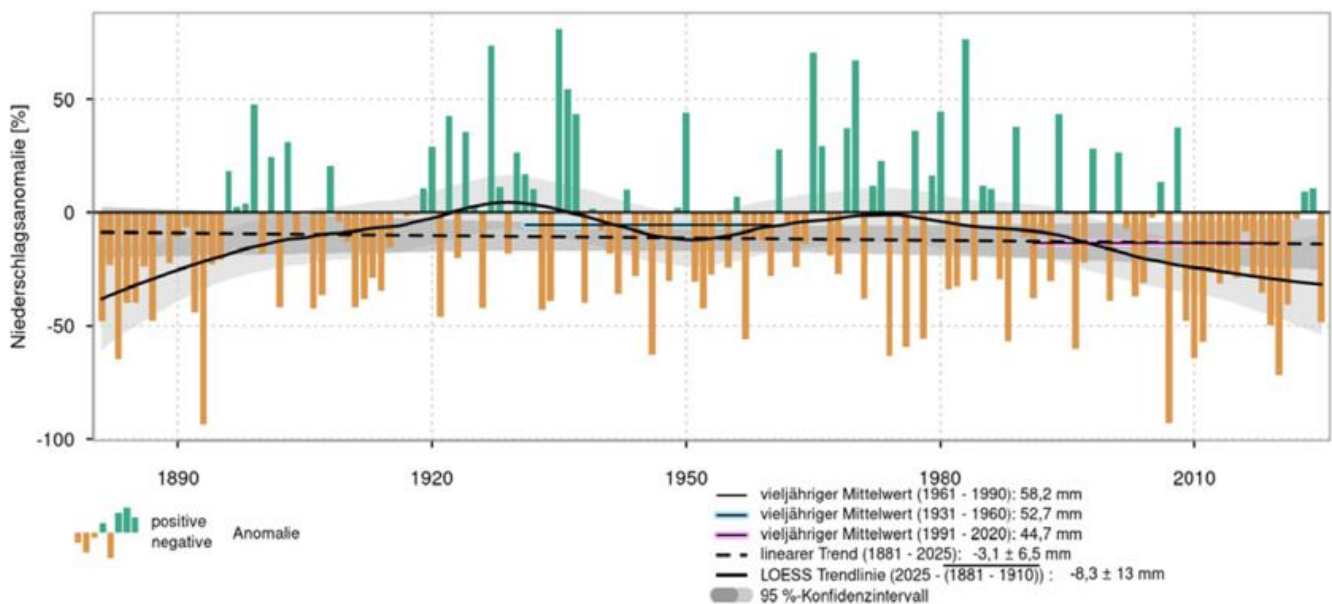 Niederschlagsanomalie [%]
50
0
-50
-100
1890
1920
1950
1980
2010
positive
negative
Anomalie
vieljähriger Mittelwert (1961 - 1990): 58,2 mm
vieljähriger Mittelwert (1931 - 1960): 52,7 mm
vieljähriger Mittelwert (1991 - 2020): 44,7 mm
linearer Trend (1881 - 2025): -3,1 ± 6,5 mm
LOESS Trendlinie (2025 - (1881 - 1910)) : -8,3 ± 13 mm
95 %-Konfidenzintervall